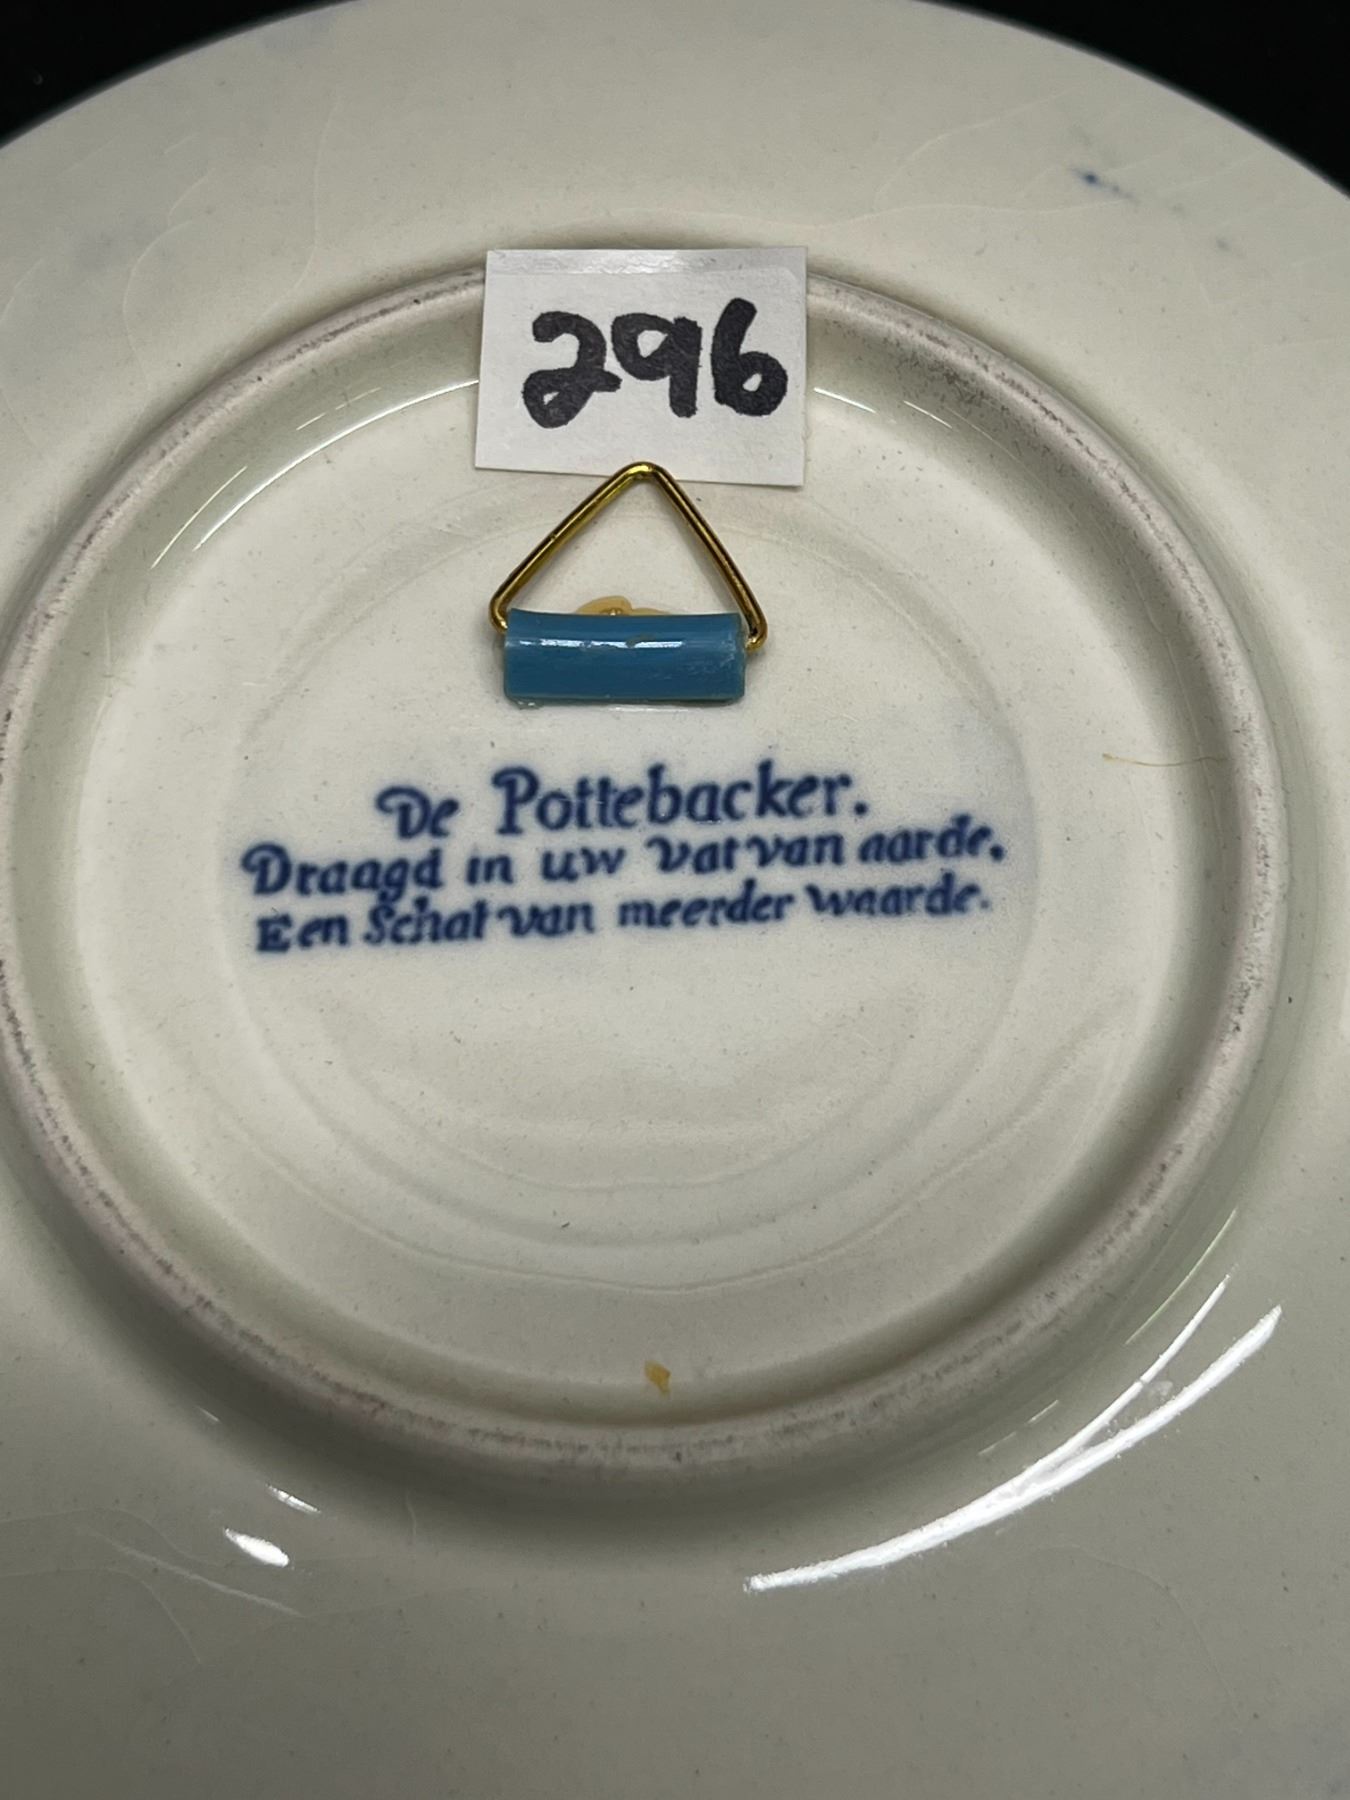 296
De Pottebacker.
Draagd in uw vat van aarde,
Een Schat van meerder waarde.